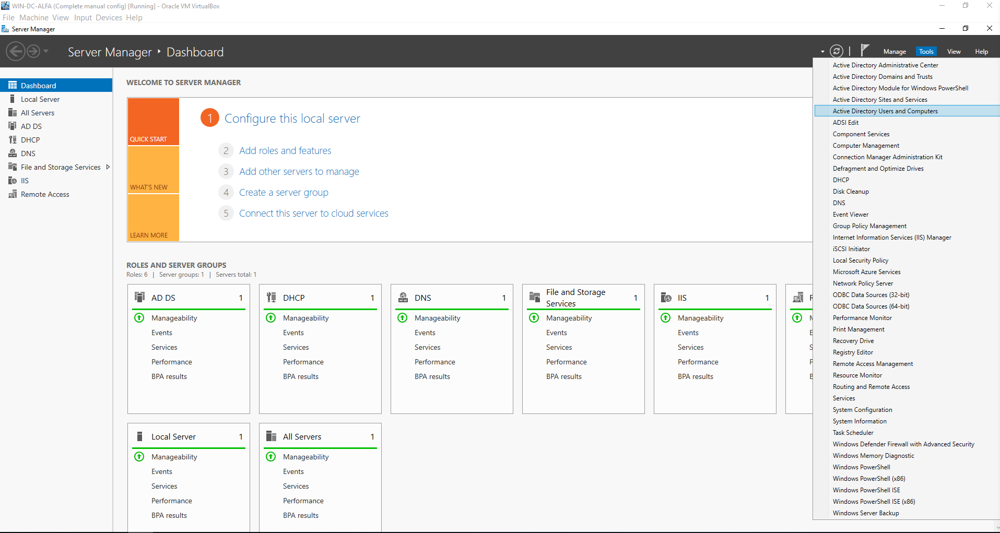 WIN-DC-ALFA (Complete manual config) [Running] - Oracle VM VirtualBox
File Machine View Input Devices Help
Server Manager
Server Manager ‣ Dashboard
Manage Tools View Help
Dashboard
Local Server
All Servers
AD DS
DHCP
DNS
File and Storage Services
IIS
Remote Access
WELCOME TO SERVER MANAGER
QUICK START
WHAT'S NEW
LEARN MORE
1 Configure this local server
2 Add roles and features
3 Add other servers to manage
4 Create a server group
5 Connect this server to cloud services
ROLES AND SERVER GROUPS
Roles: 6 | Server groups: 1 | Servers total: 1
AD DS 1
Manageability
Events
Services
Performance
BPA results
DHCP 1
Manageability
Events
Services
Performance
BPA results
DNS 1
Manageability
Events
Services
Performance
BPA results
File and Storage
Services 1
Manageability
Events
Services
Performance
BPA results
IIS 1
Manageability
Events
Services
Performance
BPA results
Local Server 1
Manageability
Events
Services
Performance
BPA results
All Servers 1
Manageability
Events
Services
Performance
BPA results
Active Directory Administrative Center
Active Directory Domains and Trusts
Active Directory Module for Windows PowerShell
Active Directory Sites and Services
Active Directory Users and Computers
ADSI Edit
Component Services
Computer Management
Connection Manager Administration Kit
Defragment and Optimize Drives
DHCP
Disk Cleanup
DNS
Event Viewer
Group Policy Management
Internet Information Services (IIS) Manager
iSCSI Initiator
Local Security Policy
Microsoft Azure Services
Network Policy Server
ODBC Data Sources (32-bit)
ODBC Data Sources (64-bit)
Performance Monitor
Print Management
Recovery Drive
Registry Editor
Remote Access Management
Resource Monitor
Routing and Remote Access
Services
System Configuration
System Information
Task Scheduler
Windows Defender Firewall with Advanced Security
Windows Memory Diagnostic
Windows PowerShell
Windows PowerShell (x86)
Windows PowerShell ISE
Windows PowerShell ISE (x86)
Windows Server Backup